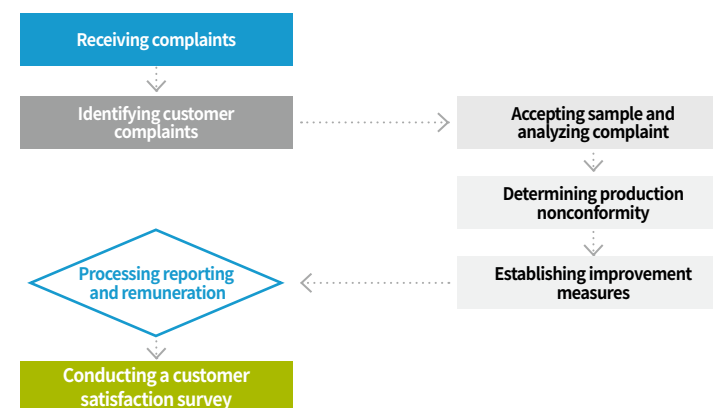 Receiving complaints
Identifying customer
complaints
Accepting sample and
analyzing complaint
Determining production
nonconformity
Establishing improvement
measures
Processing reporting
and remuneration
Conducting a customer
satisfaction survey